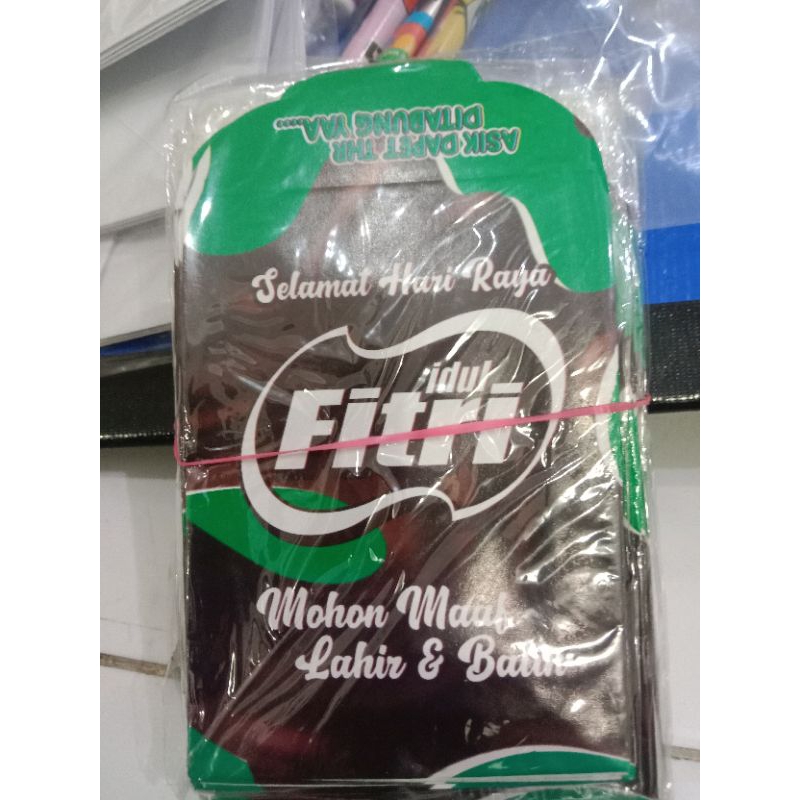 ASIK DAPET THR
DITABUNG YAA.....
Selamat Hari Raya
idul
Fitri
Mohon Maaf
Lahir & Batin